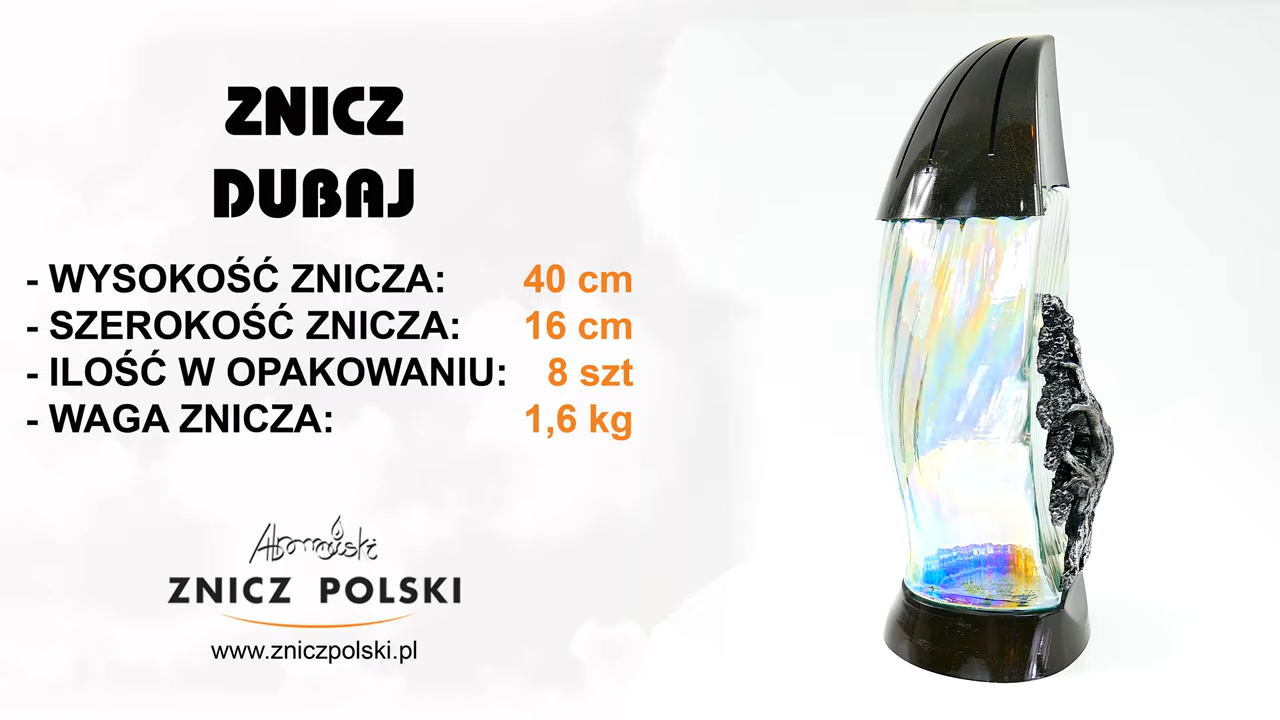 ZNICZ
DUBAJ
- WYSOKOŚĆ ZNICZA: 40 cm
- SZEROKOŚĆ ZNICZA: 16 cm
- ILOŚĆ W OPAKOWANIU: 8 szt
- WAGA ZNICZA: 1,6 kg
ZNICZ POLSKI
www.zniczpolski.pl